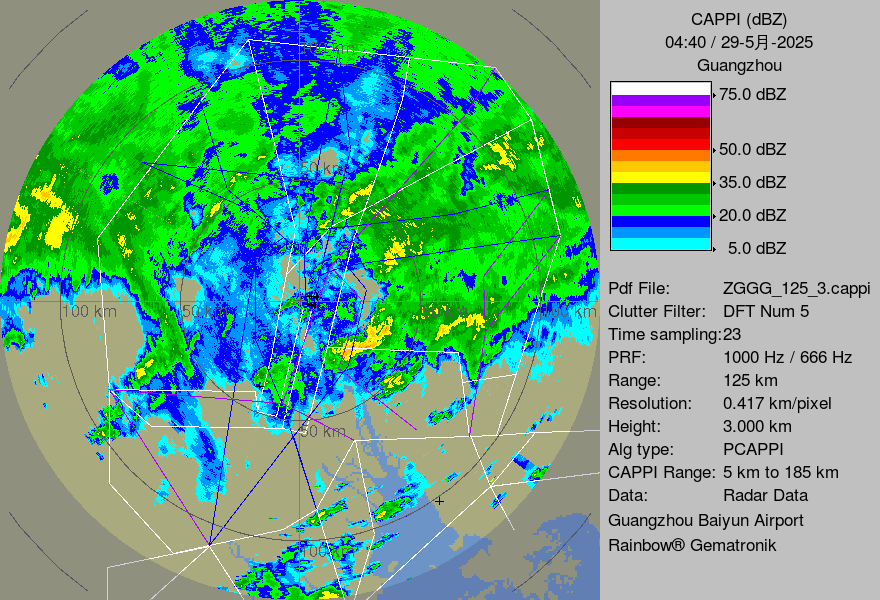 CAPPI (dBZ)
04:40 / 29-5月-2025
Guangzhou
75.0 dBZ
50.0 dBZ
35.0 dBZ
20.0 dBZ
5.0 dBZ
Pdf File: ZGGG_125_3.cappi
Clutter Filter: DFT Num 5
Time sampling:23
PRF: 1000 Hz / 666 Hz
Range: 125 km
Resolution: 0.417 km/pixel
Height: 3.000 km
Alg type: PCAPPI
CAPPI Range: 5 km to 185 km
Data: Radar Data
Guangzhou Baiyun Airport
Rainbow® Gematronik
50 km
100 km
50 km
100 km
50 km
100 km